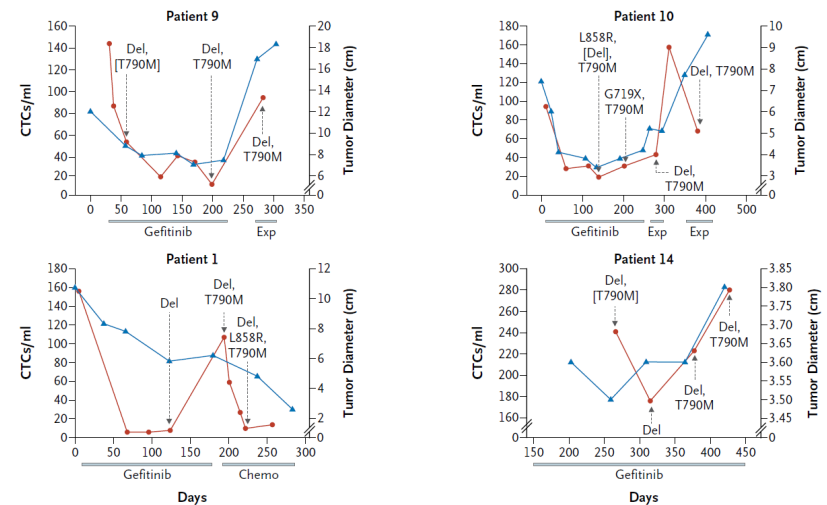 Patient 9
160
140
120
100
80
60
40
20
0
CTCs/ml
20
18
16
14
12
10
8
6
0
Tumor Diameter (cm)
Del,
[T790M]
Del,
T790M
Del,
T790M
0 50 100 150 200 250 300 350
Gefitinib Exp
Patient 10
180
160
140
120
100
80
60
40
20
0
CTCs/ml
10
9
8
7
6
5
4
3
0
Tumor Diameter (cm)
L858R,
[Del],
T790M
G719X,
T790M
Del, T790M
Del,
T790M
0 100 200 300 400 500
Gefitinib Exp Exp
Patient 1
180
160
140
120
100
80
60
40
20
0
CTCs/ml
12
10
8
6
4
2
0
Tumor Diameter (cm)
Del
Del,
T790M
Del,
L858R,
T790M
0 50 100 150 200 250 300
Gefitinib Chemo
Days
Patient 14
300
280
260
240
220
200
180
160
0
CTCs/ml
3.85
3.80
3.75
3.70
3.65
3.60
3.55
3.50
3.45
0
Tumor Diameter (cm)
Del,
[T790M]
Del,
T790M
Del,
T790M
Del
150 200 250 300 350 400 450
Gefitinib
Days